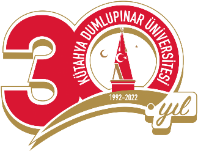 30
KÜTAHYA DUMLUPINAR ÜNİVERSİTESİ
1992-2022
.yıl